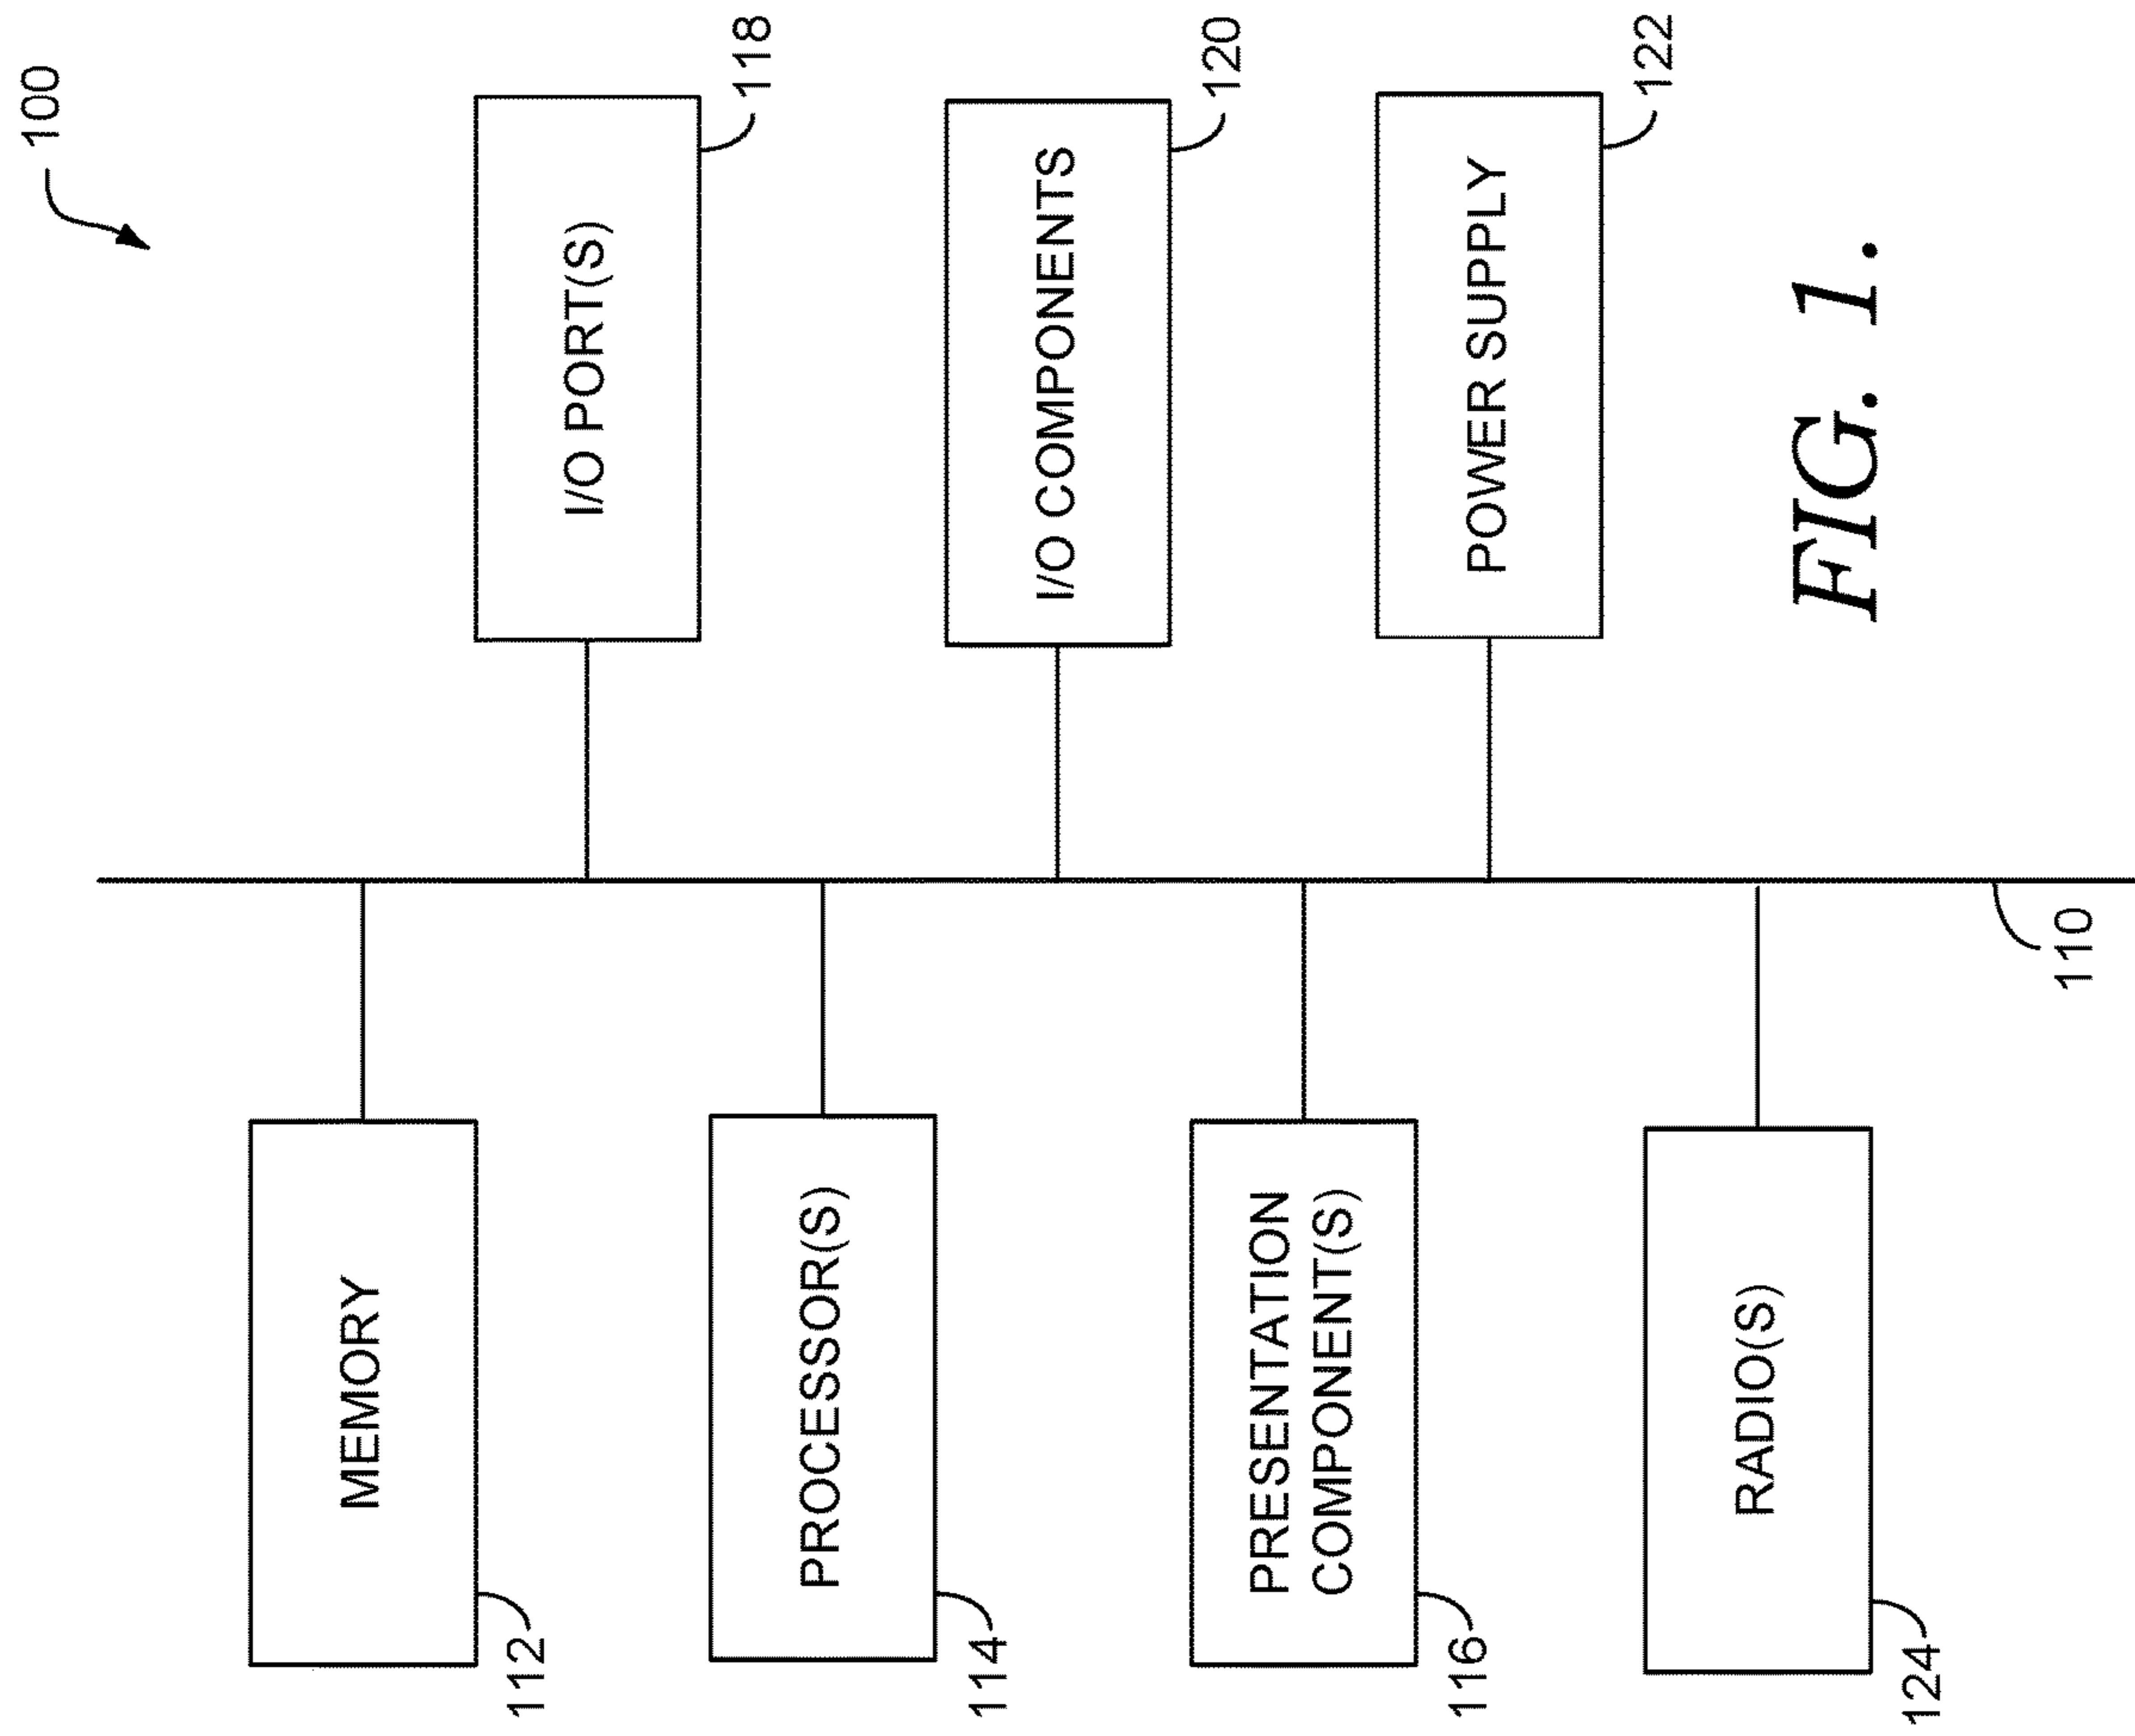 100
MEMORY
112
I/O PORT(S)
118
PROCESSOR(S)
114
I/O COMPONENTS
120
PRESENTATION
COMPONENT(S)
116
POWER SUPPLY
122
RADIO(S)
124
110
FIG. 1.